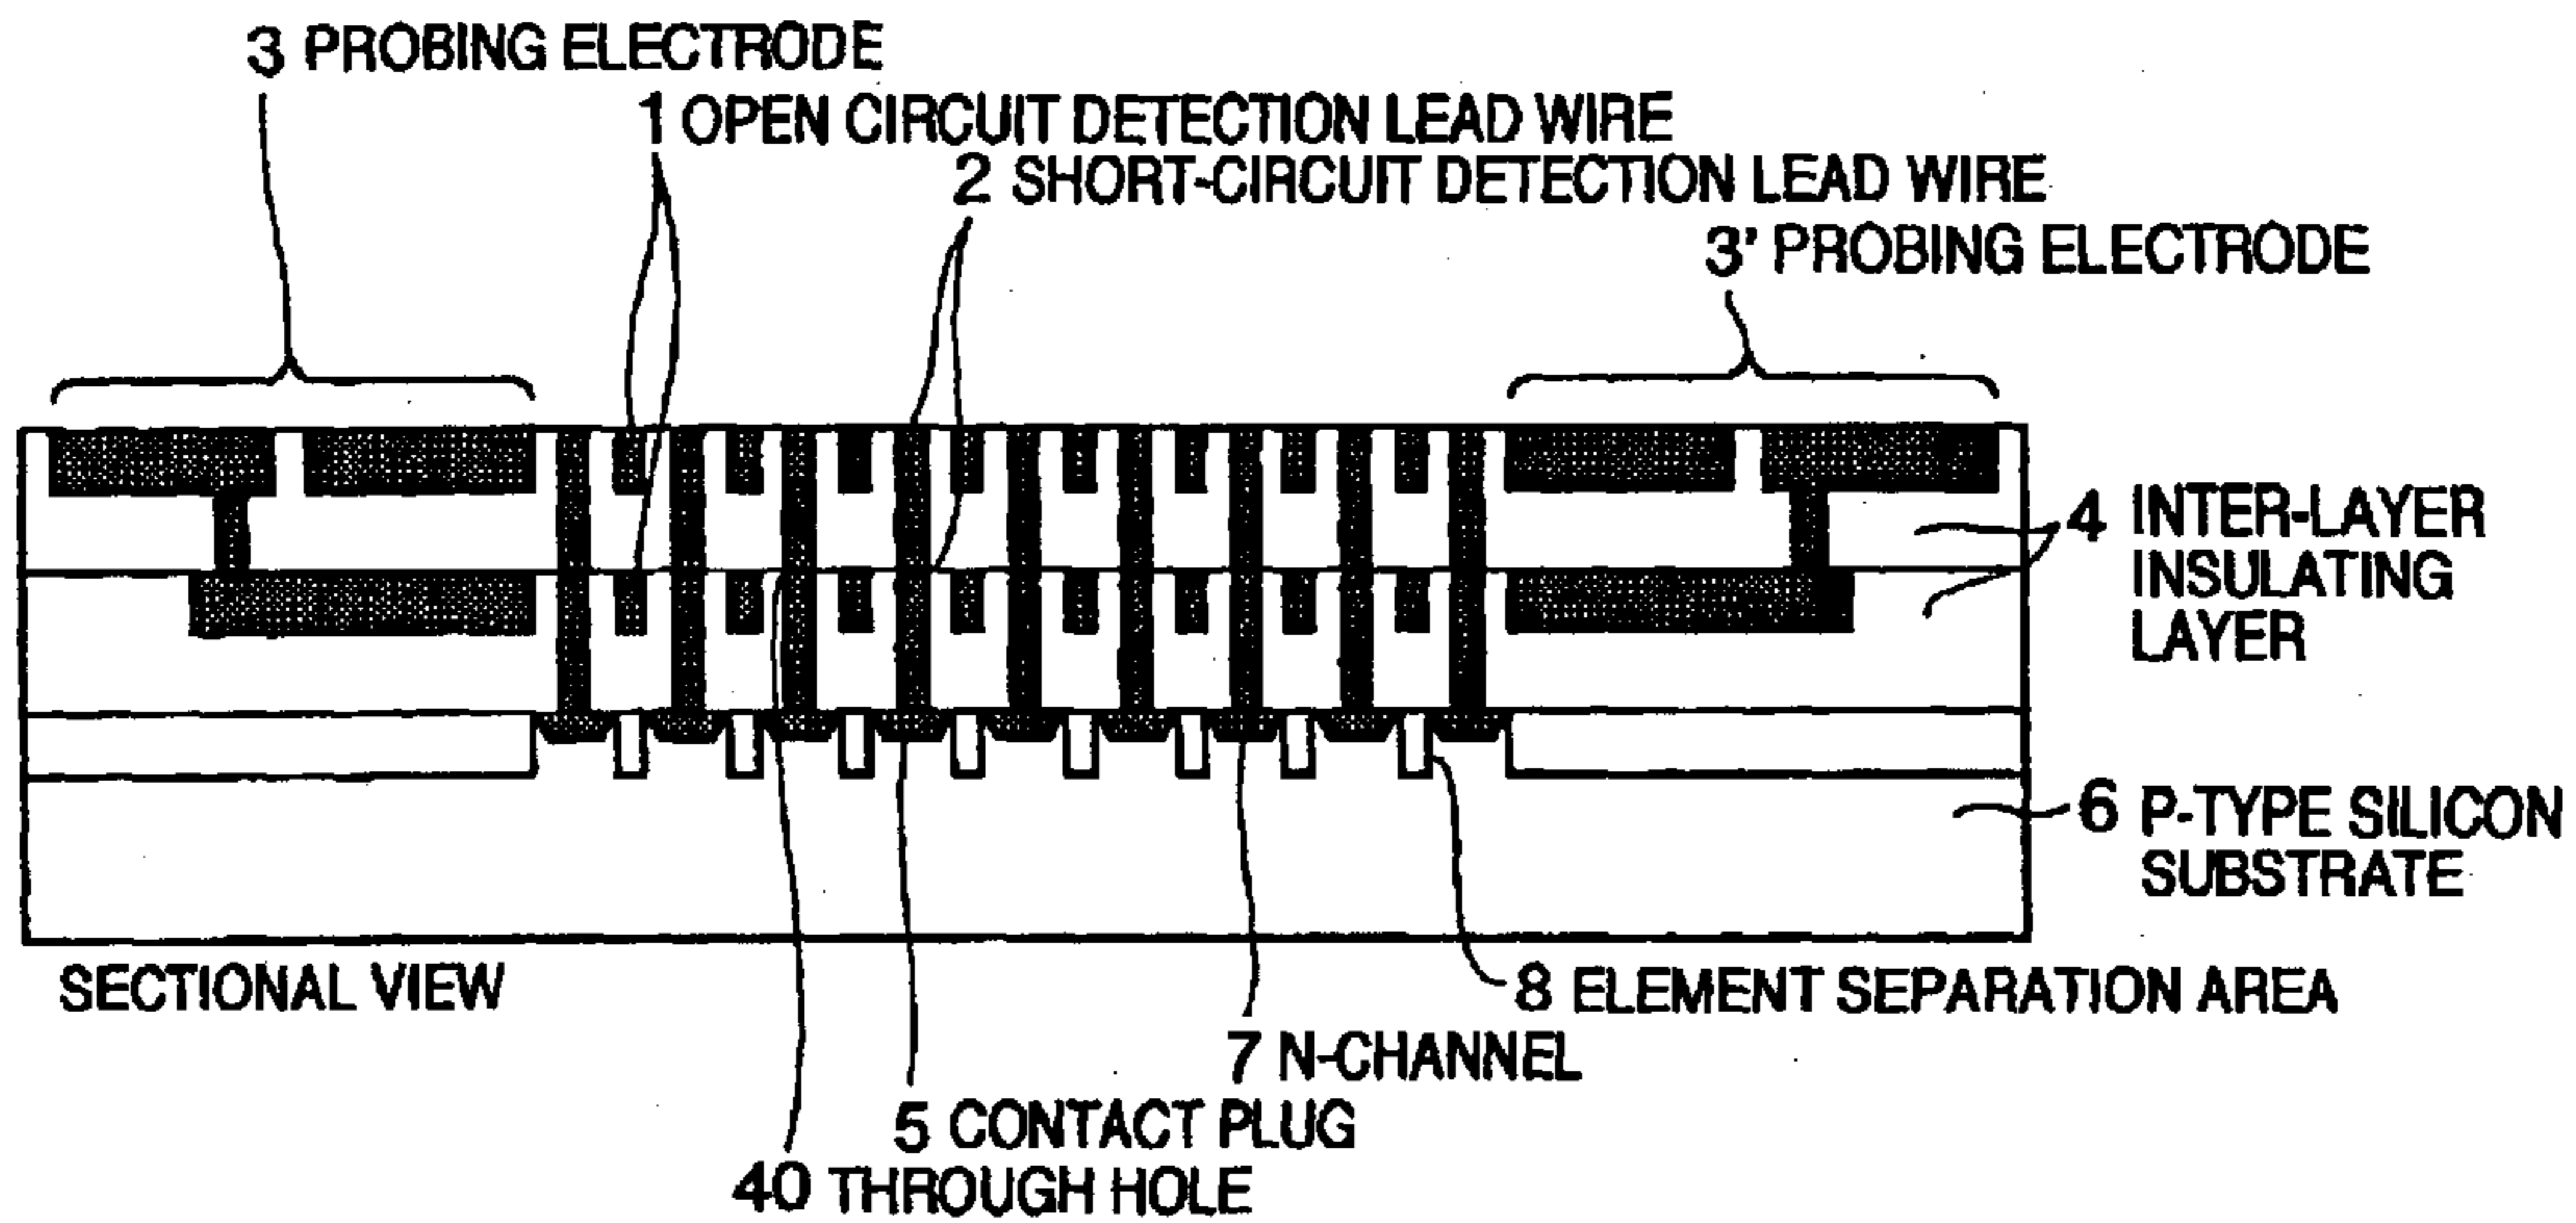 3 PROBING ELECTRODE
1 OPEN CIRCUIT DETECTION LEAD WIRE
2 SHORT-CIRCUIT DETECTION LEAD WIRE
3' PROBING ELECTRODE
4 INTER-LAYER
INSULATING
LAYER
6 P-TYPE SILICON
SUBSTRATE
SECTIONAL VIEW
8 ELEMENT SEPARATION AREA
7 N-CHANNEL
5 CONTACT PLUG
40 THROUGH HOLE